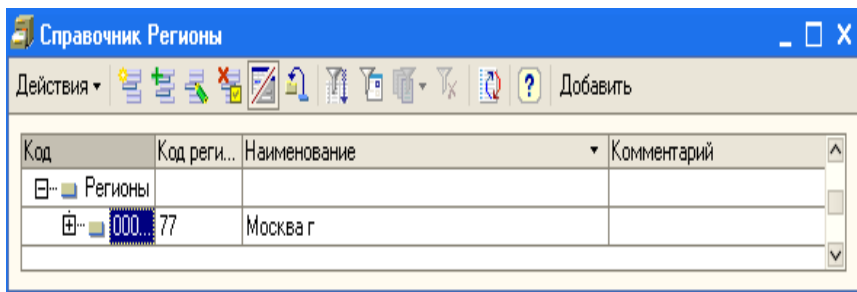 Справочник Регионы
Действия Добавить
Код Код реги... Наименование Комментарий
Регионы
000... 77 Москва г